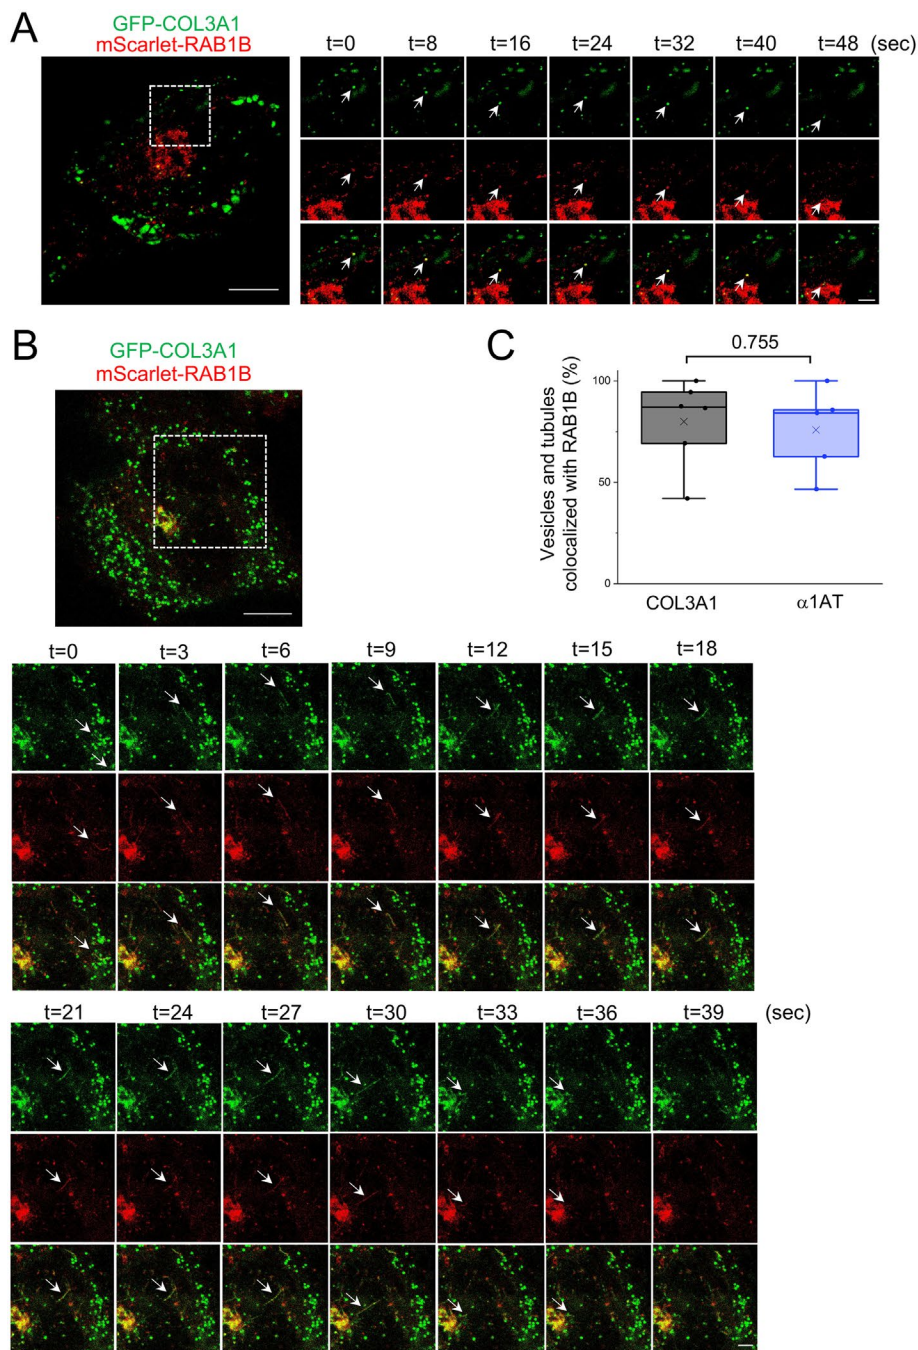 A
GFP-COL3A1
mScarlet-RAB1B
t=0 t=8 t=16 t=24 t=32 t=40 t=48 (sec)
B
GFP-COL3A1
mScarlet-RAB1B
C
0.755
Vesicles and tubules
colocalized with RAB1B (%)
100
50
0
COL3A1 α1AT
t=0 t=3 t=6 t=9 t=12 t=15 t=18
t=21 t=24 t=27 t=30 t=33 t=36 t=39 (sec)